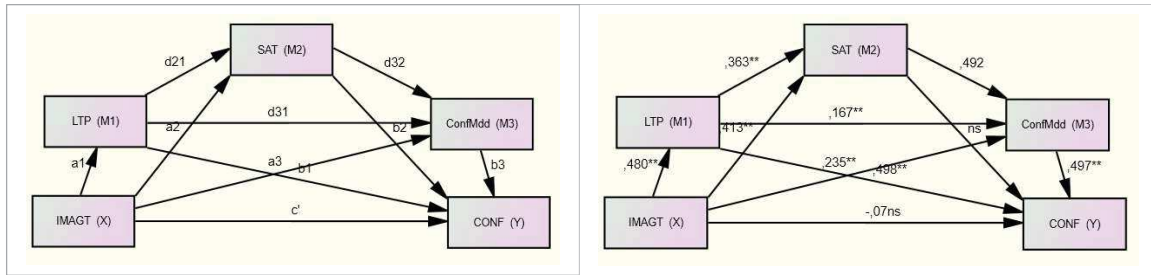 SAT (M2)
d21
d32
LTP (M1)
a2
d31
b2
ConfMdd (M3)
a1
a3
b1
b3
IMAGT (X)
c'
CONF (Y)
SAT (M2)
,363**
,492
LTP (M1)
,413**
,167**
ns
ConfMdd (M3)
,480**
,235**
,498**
,497**
IMAGT (X)
-,07ns
CONF (Y)